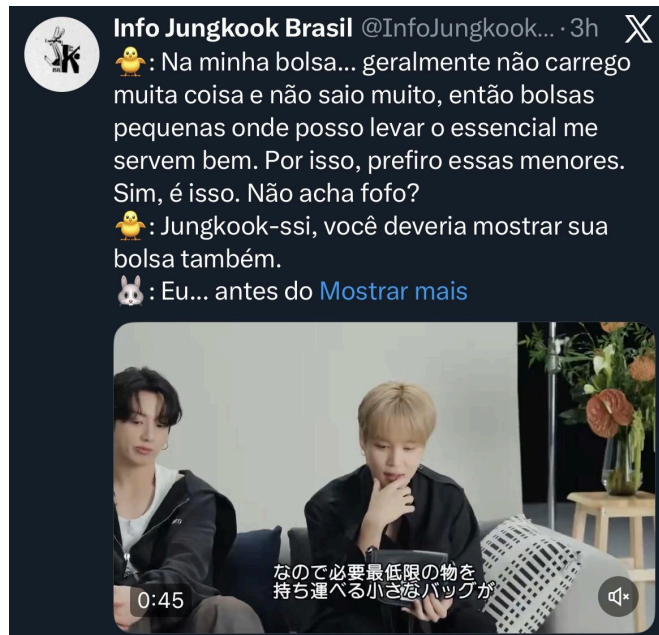 Info Jungkook Brasil @InfoJungkook... · 3h
🐥: Na minha bolsa... geralmente não carrego
muita coisa e não saio muito, então bolsas
pequenas onde posso levar o essencial me
servem bem. Por isso, prefiro essas menores.
Sim, é isso. Não acha fofo?
🐥: Jungkook-ssi, você deveria mostrar sua
bolsa também.
🐰: Eu... antes do Mostrar mais
なので必要最低限の物を
持ち運べる小さなバッグが
0:45